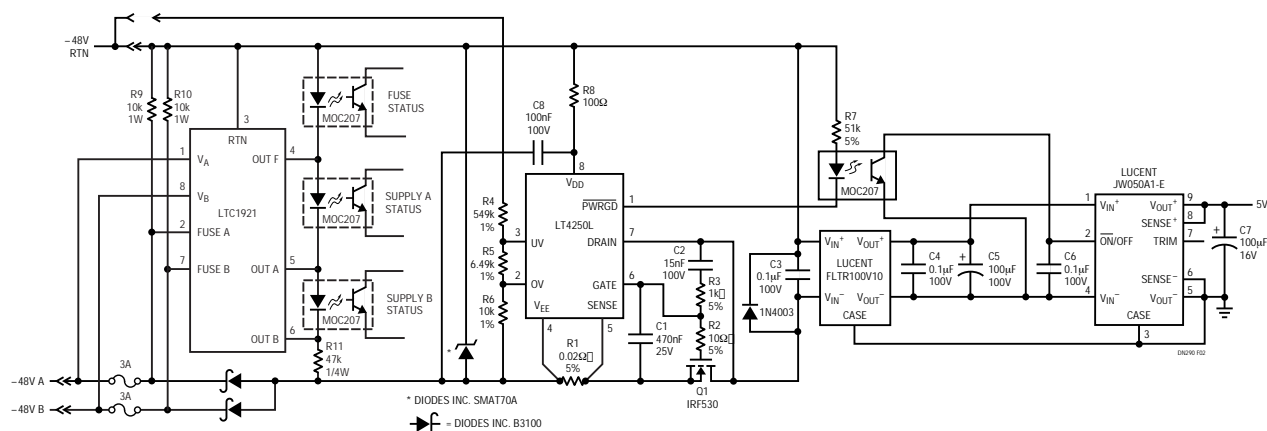 −48V
RTN
R9
10k
1W
R10
10k
1W
3
RTN
1
VA
8
VB
LTC1921
2
FUSE A
7
FUSE B
OUT F
4
OUT A
5
OUT B
6
MOC207
FUSE
STATUS
MOC207
SUPPLY A
STATUS
MOC207
SUPPLY B
STATUS
R11
47k
1/4W
−48V A
3A
−48V B
3A
*
* DIODES INC. SMAT70A
= DIODES INC. B3100
R4
549k
1%
R5
6.49k
1%
R6
10k
1%
C8
100nF
100V
R8
100Ω
8
VDD
PWRGD
1
LT4250L
3
UV
DRAIN
7
2
OV
GATE
6
VEE
SENSE
4
5
R1
0.02Ω
5%
C1
470nF
25V
C2
15nF
100V
R3
1k
5%
R2
10Ω
5%
Q1
IRF530
R7
51k
5%
MOC207
C3
0.1µF
100V
1N4003
VIN+
VOUT+
LUCENT
FLTR100V10
VIN−
VOUT−
CASE
C4
0.1µF
100V
+
C5
100µF
100V
C6
0.1µF
100V
LUCENT
JW050A1-E
1
VIN+
VOUT+
9
SENSE+
8
2
ON/OFF
TRIM
7
SENSE−
6
4
VIN−
VOUT−
5
CASE
3
5V
+
C7
100µF
16V
DN290 F02